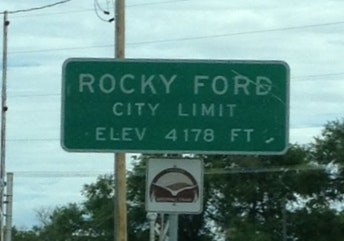 ROCKY FORD
CITY LIMIT
ELEV 4178 FT